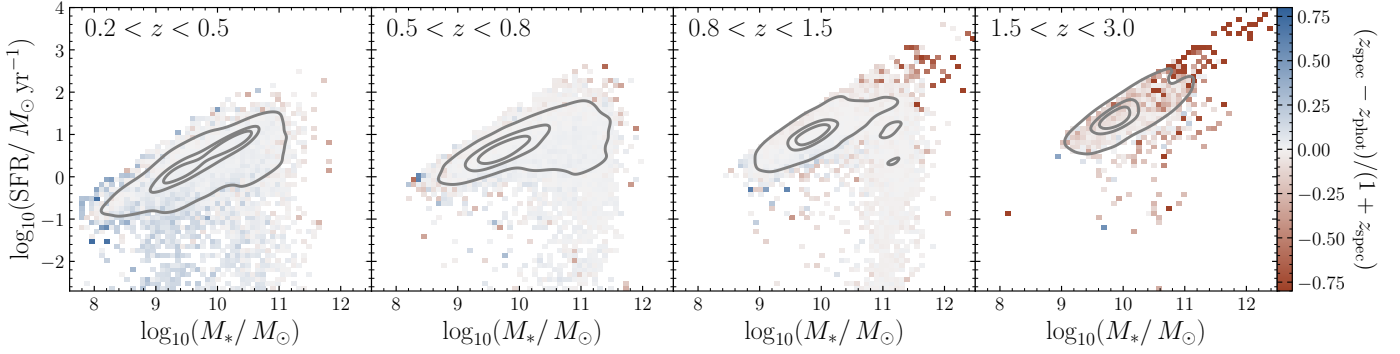 0.2 < z < 0.5
0.5 < z < 0.8
0.8 < z < 1.5
1.5 < z < 3.0
log₁₀(SFR/ M⊙ yr⁻¹)
4
3
2
1
0
−1
−2
8 9 10 11 12
8 9 10 11 12
8 9 10 11 12
8 9 10 11 12
log₁₀(M∗/ M⊙)
log₁₀(M∗/ M⊙)
log₁₀(M∗/ M⊙)
log₁₀(M∗/ M⊙)
0.75
0.50
0.25
0.00
−0.25
−0.50
−0.75
(z_spec − z_phot)/(1 + z_spec)